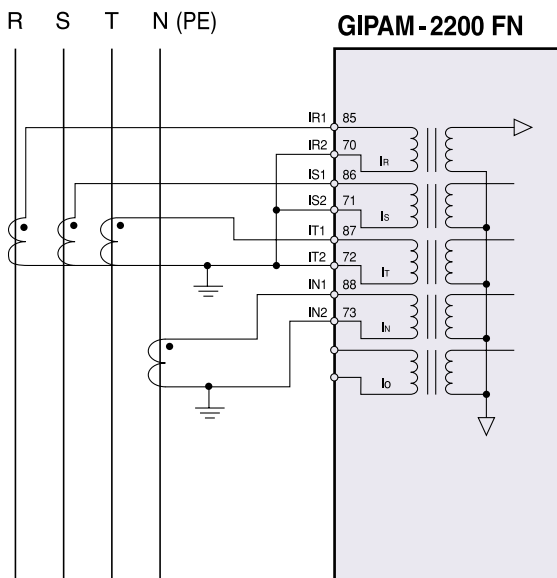 R S T N (PE) GIPAM-2200 FN
IR1 85
IR2 70
IR
IS1 86
IS2 71
IS
IT1 87
IT2 72
IT
IN1 88
IN2 73
IN
IO